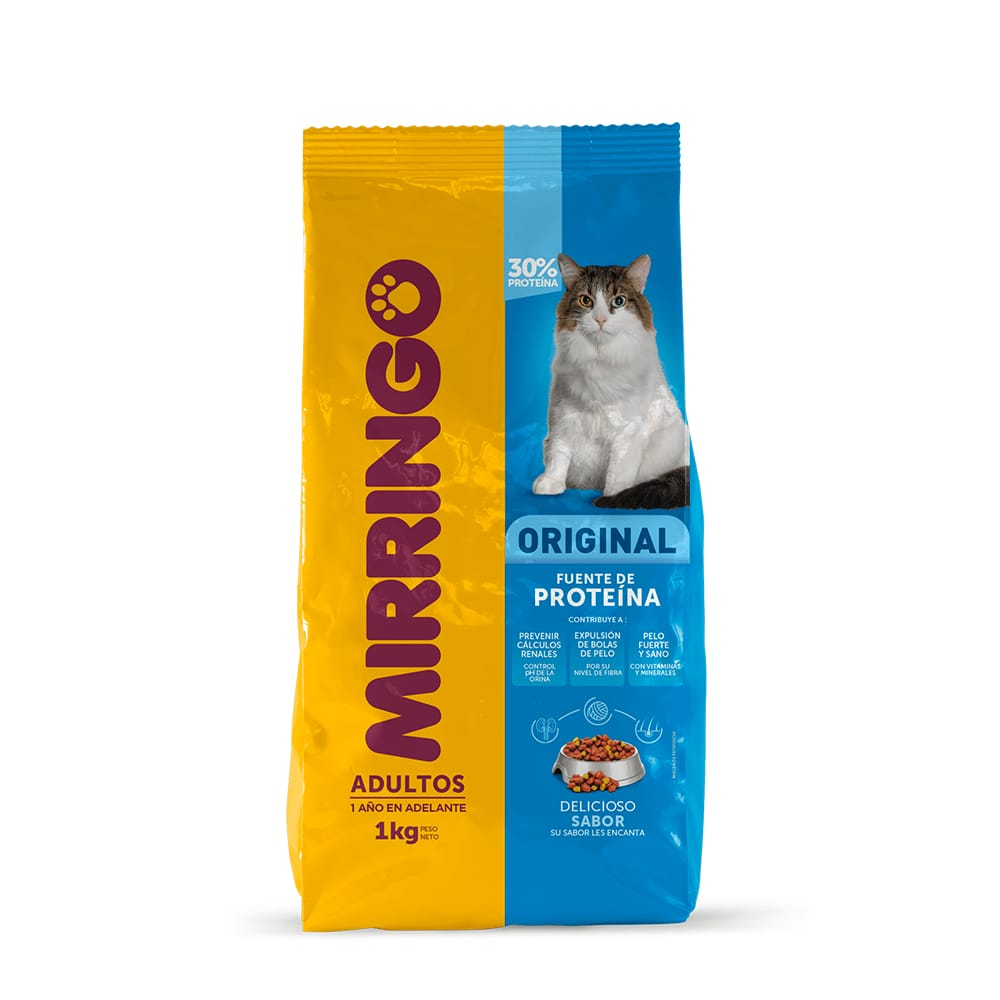 MIRRINGO
ADULTOS
1 AÑO EN ADELANTE
1kg PESO NETO
30%
PROTEÍNA
ORIGINAL
FUENTE DE
PROTEÍNA
CONTRIBUYE A :
PREVENIR
CÁLCULOS
RENALES
CONTROL
pH DE LA
ORINA
EXPULSIÓN
DE BOLAS
DE PELO
POR SU
NIVEL DE FIBRA
PELO
FUERTE
Y SANO
CON VITAMINAS
Y MINERALES
DELICIOSO
SABOR
SU SABOR LES ENCANTA